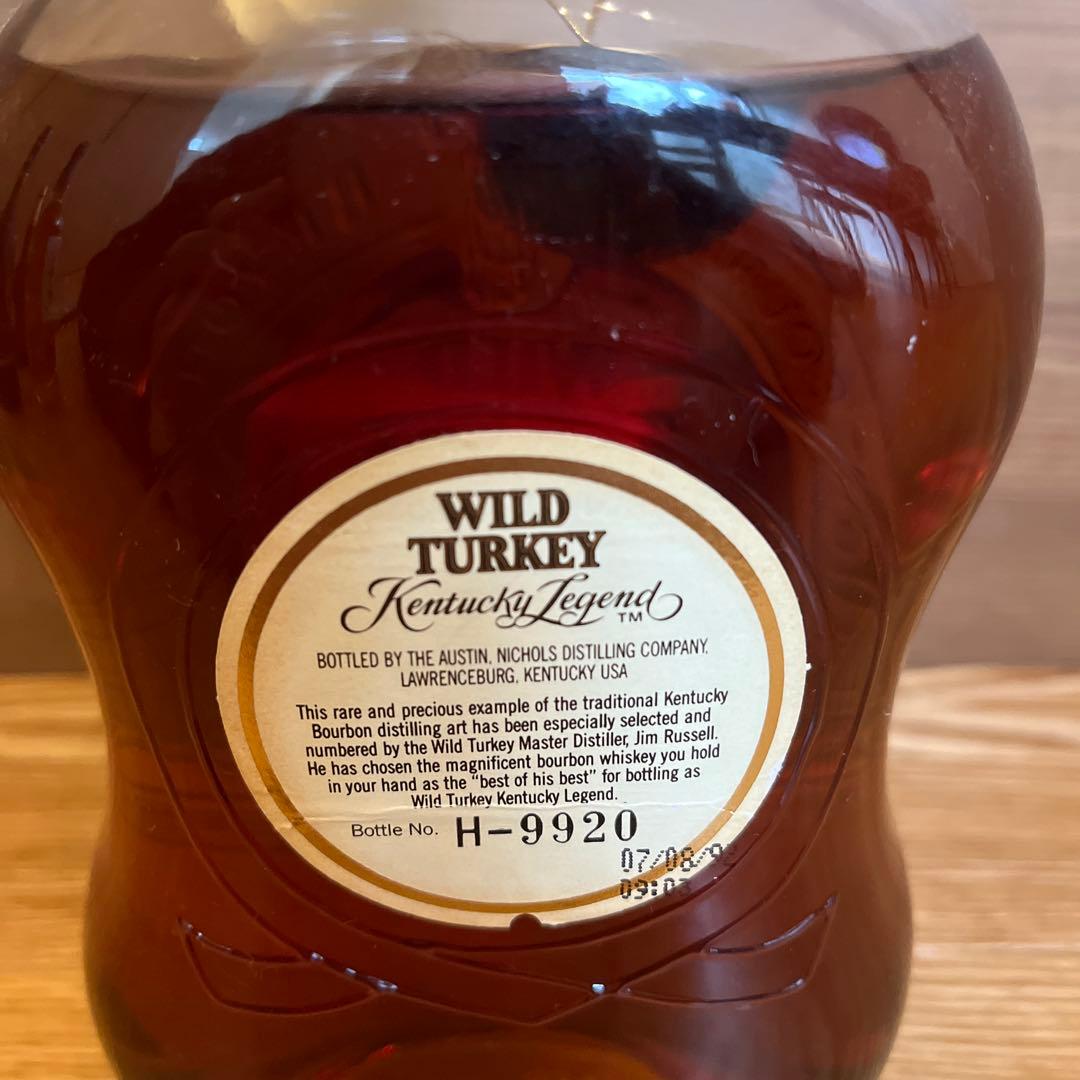 WILD
TURKEY
Kentucky Legend™
BOTTLED BY THE AUSTIN, NICHOLS DISTILLING COMPANY,
LAWRENCEBURG, KENTUCKY USA
This rare and precious example of the traditional Kentucky
Bourbon distilling art has been especially selected and
numbered by the Wild Turkey Master Distiller, Jim Russell.
He has chosen the magnificent bourbon whiskey you hold
in your hand as the “best of his best” for bottling as
Wild Turkey Kentucky Legend.
Bottle No. H-9920